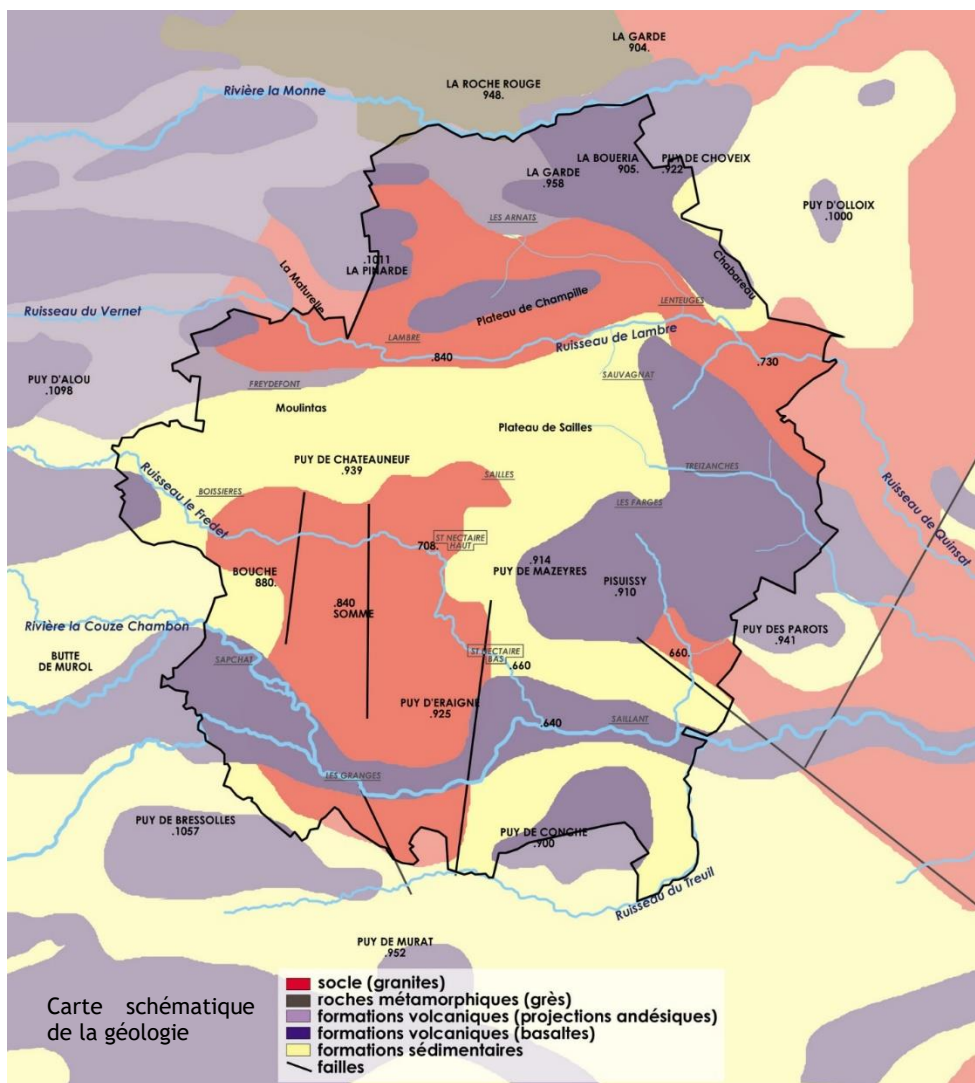 LA GARDE
904.
LA ROCHE ROUGE
948.
Rivière la Monne
LA BOUERIA
905.
PUY DE CHOVEIX
.922
LA GARDE
.958
PUY D'OLLOIX
.1000
LES ARNATS
.1011
LA PINARDE
La Maturelle
Chabareau
Plateau de Champille
LENTEUGES
Ruisseau du Vernet
LAMBRE
Ruisseau de Lambre
.840
.730
PUY D'ALOU
.1098
FREYDEFONT
SAUVAGNAT
Moulintas
Plateau de Sailles
PUY DE CHATEAUNEUF
.939
SAILLES
TREIZANCHES
BOISSIERES
Ruisseau le Fredet
LES FARGES
Ruisseau de Quinsat
708.
ST NECTAIRE
HAUT
.914
PUY DE MAZEYRES
BOUCHE
880.
PISUISSY
.910
.840
SOMME
Rivière la Couze Chambon
PUY DES PAROTS
.941
BUTTE
DE MUROL
SAPCHAT
ST NECTAIRE
BAS
.660
660.
PUY D'ERAIGNE
.925
.640
SAILLANT
LES GRANGES
PUY DE BRESSOLLES
.1057
PUY DE CONGHE
.900
Ruisseau du Treuil
PUY DE MURAT
.952
Carte schématique
de la géologie
socle (granites)
roches métamorphiques (grès)
formations volcaniques (projections andésiques)
formations volcaniques (basaltes)
formations sédimentaires
failles